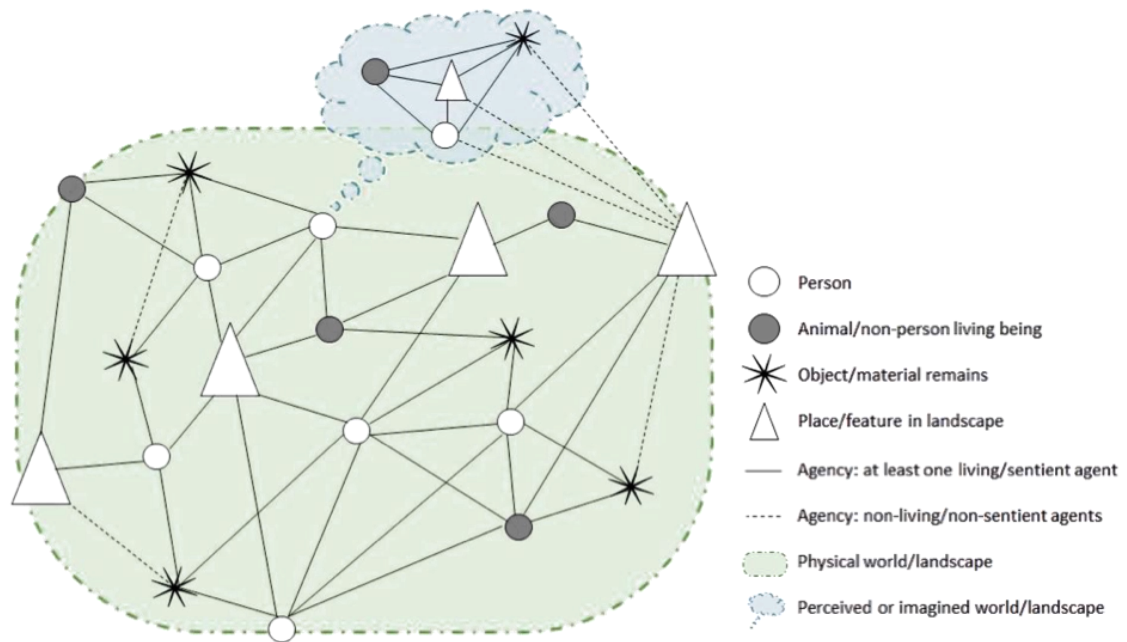 Person
Animal/non-person living being
Object/material remains
Place/feature in landscape
Agency: at least one living/sentient agent
Agency: non-living/non-sentient agents
Physical world/landscape
Perceived or imagined world/landscape